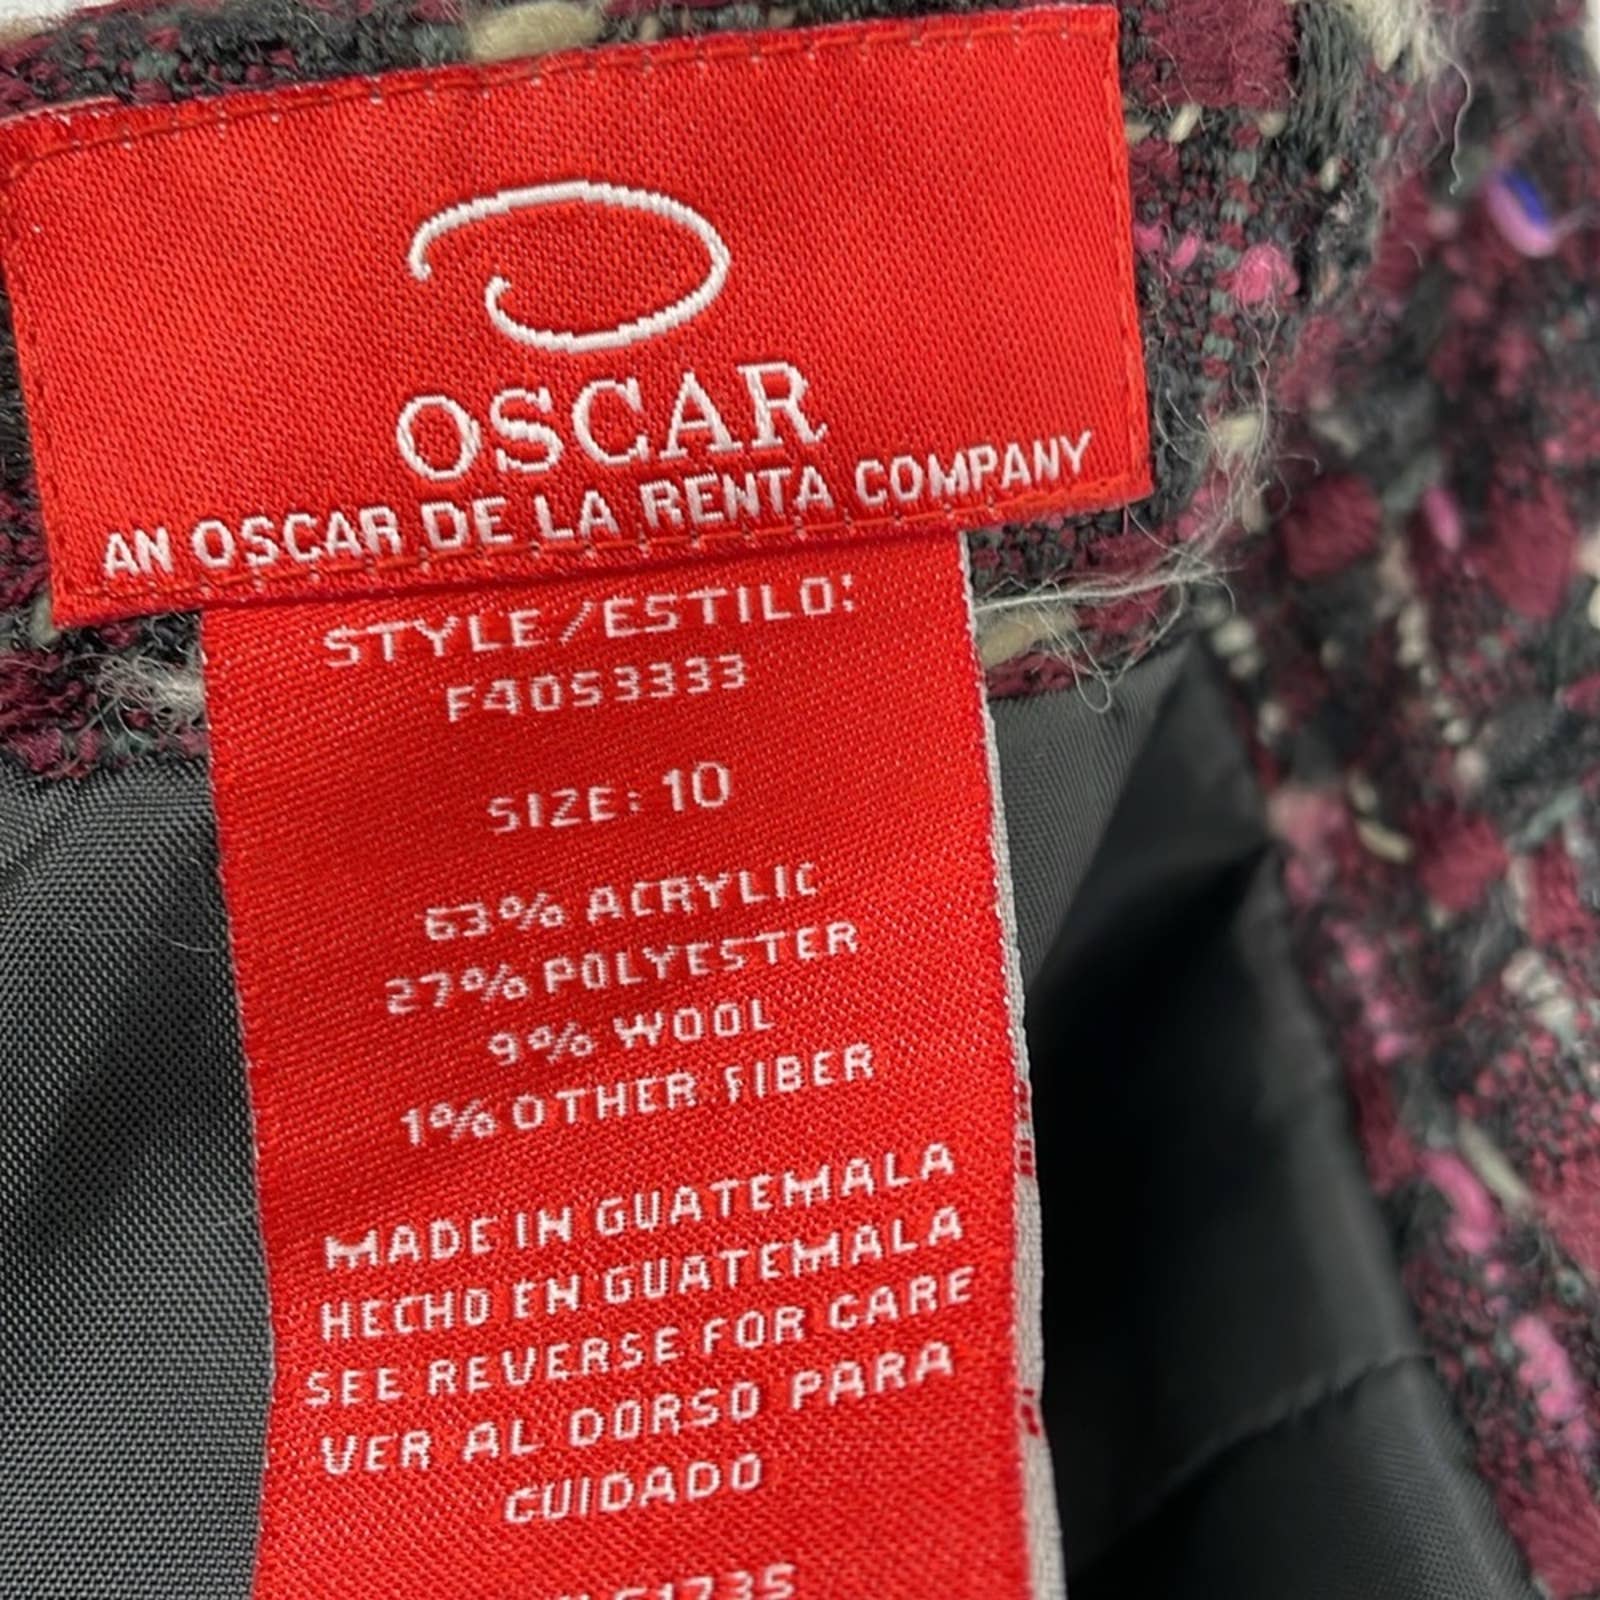 OSCAR
AN OSCAR DE LA RENTA COMPANY
STYLE/ESTILO:
F4053333
SIZE: 10
63% ACRYLIC
27% POLYESTER
9% WOOL
1% OTHER FIBER
MADE IN GUATEMALA
HECHO EN GUATEMALA
SEE REVERSE FOR CARE
VER AL DORSO PARA
CUIDADO